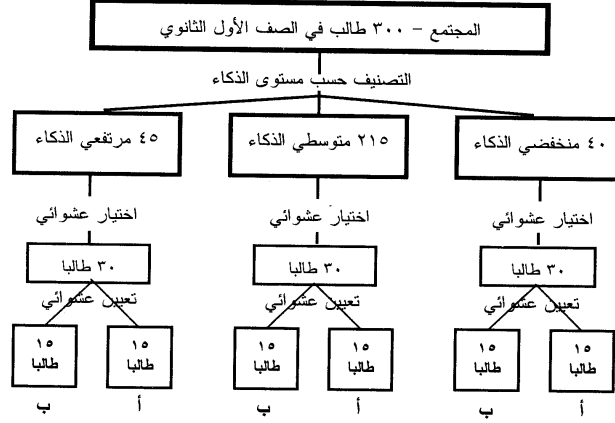 المجتمع – ٣٠٠ طالب في الصف الأول الثانوي
التصنيف حسب مستوى الذكاء
٤٠ منخفضي الذكاء
٢١٥ متوسطي الذكاء
٤٥ مرتفعي الذكاء
اختيار عشوائي
اختيار عشوائي
اختيار عشوائي
٣٠ طالبا
٣٠ طالبا
٣٠ طالبا
تعيين عشوائي
تعيين عشوائي
تعيين عشوائي
١٥
طالبا
١٥
طالبا
١٥
طالبا
١٥
طالبا
١٥
طالبا
١٥
طالبا
أ
ب
أ
ب
أ
ب